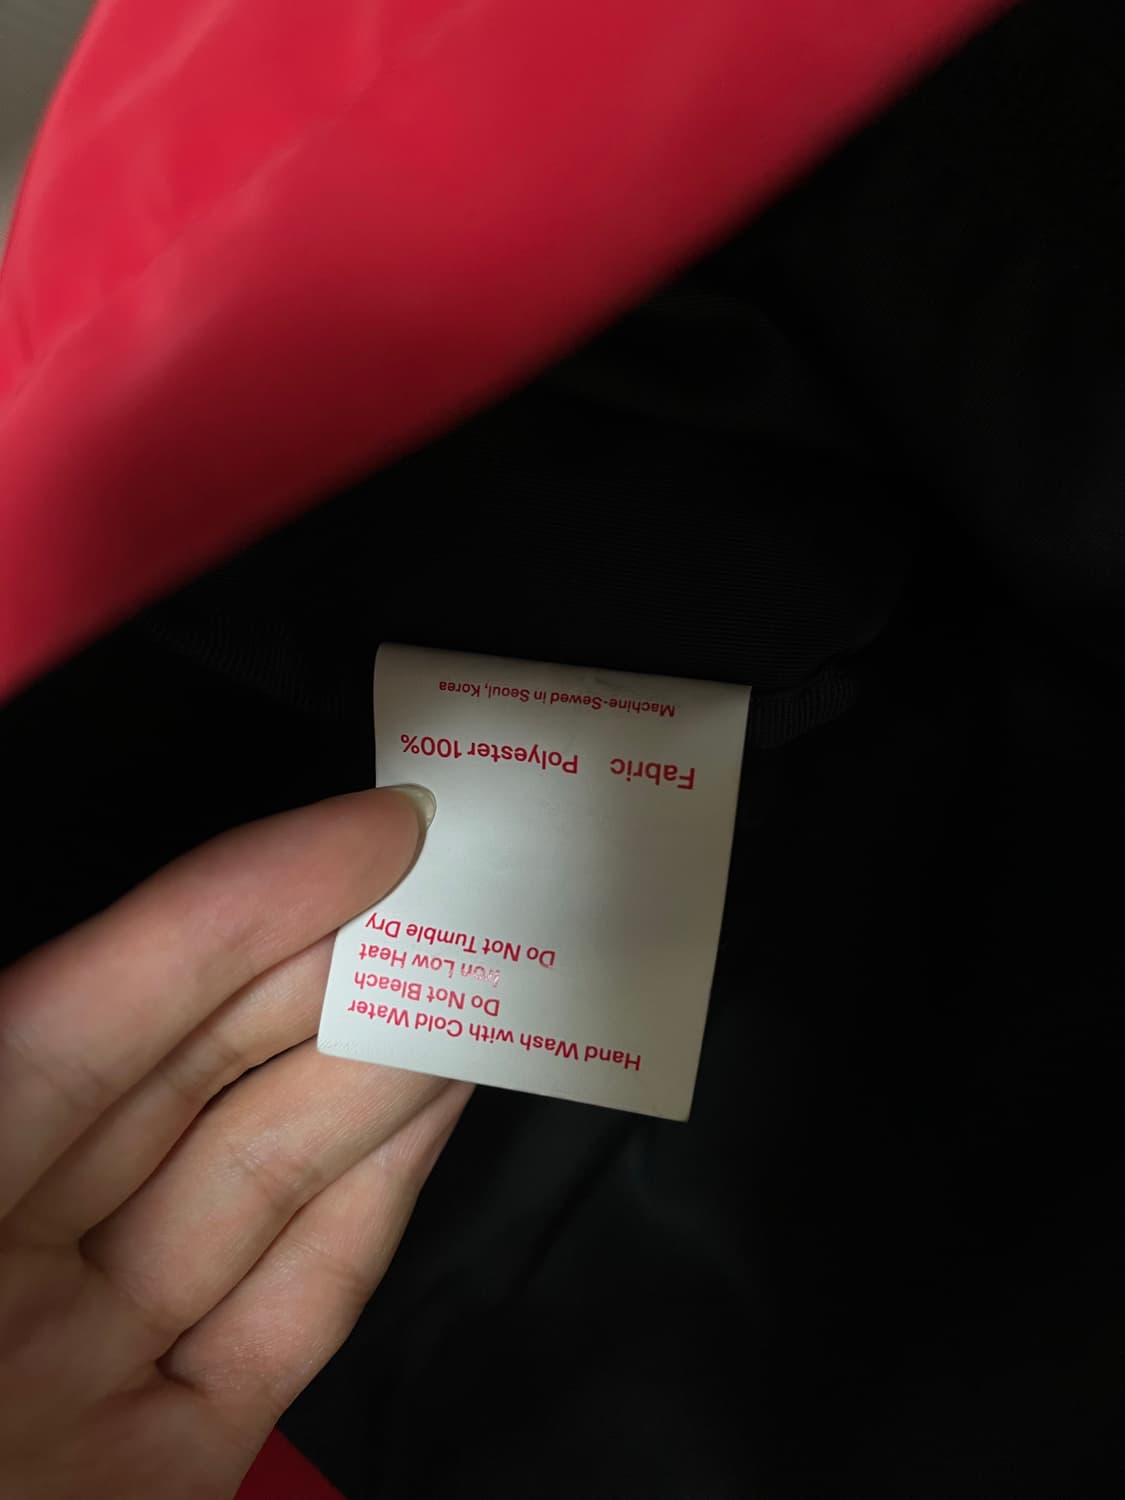 Hand Wash with Cold Water
Do Not Bleach
Iron Low Heat
Do Not Tumble Dry
Fabric Polyester 100%
Machine-Sewed in Seoul, Korea